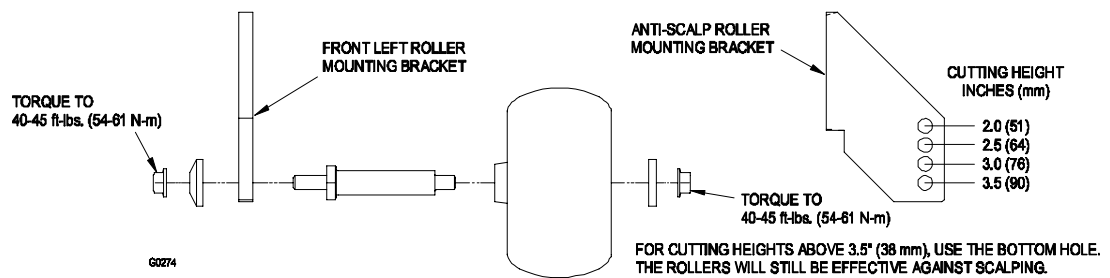 FRONT LEFT ROLLER
MOUNTING BRACKET
ANTI-SCALP ROLLER
MOUNTING BRACKET
CUTTING HEIGHT
INCHES (mm)
TORQUE TO
40-45 ft-lbs. (54-61 N-m)
2.0 (51)
2.5 (64)
3.0 (76)
3.5 (90)
TORQUE TO
40-45 ft-lbs. (54-61 N-m)
G0274
FOR CUTTING HEIGHTS ABOVE 3.5" (38 mm), USE THE BOTTOM HOLE.
THE ROLLERS WILL STILL BE EFFECTIVE AGAINST SCALPING.